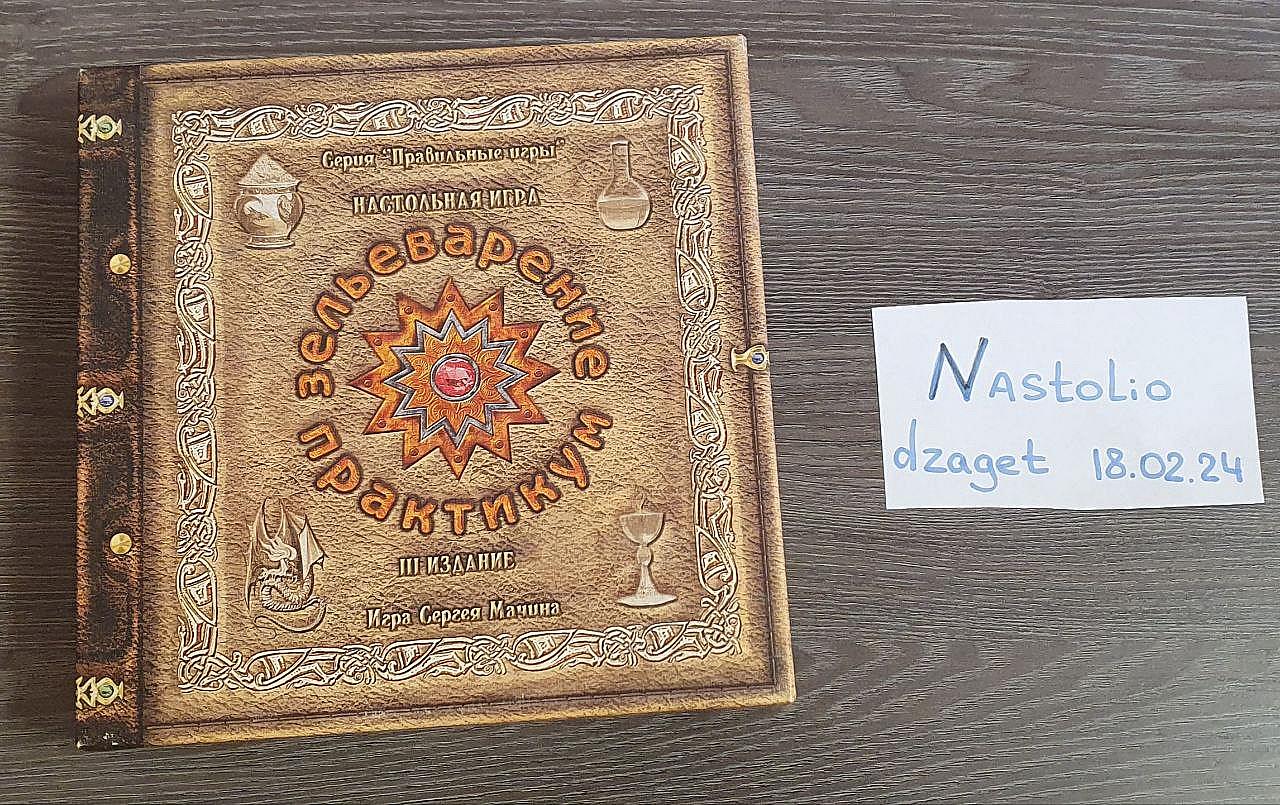 Серия "Правильные игры"
НАСТОЛЬНАЯ ИГРА
зельеварение
практикум
III ИЗДАНИЕ
Игра Сергея Мачина
NAstolio
dzaget 18.02.24